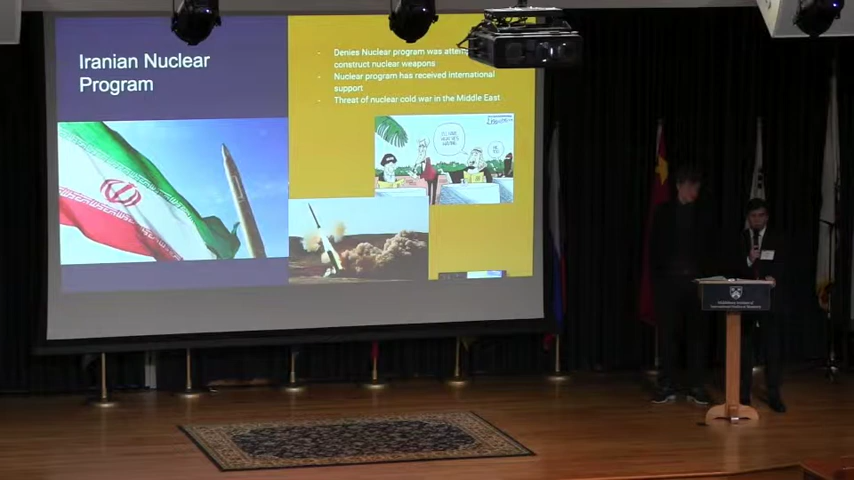 Iranian Nuclear
Program
- Denies Nuclear program was
construct nuclear weapons
- Nuclear program has received international
support
- Threat of nuclear cold war in the Middle East